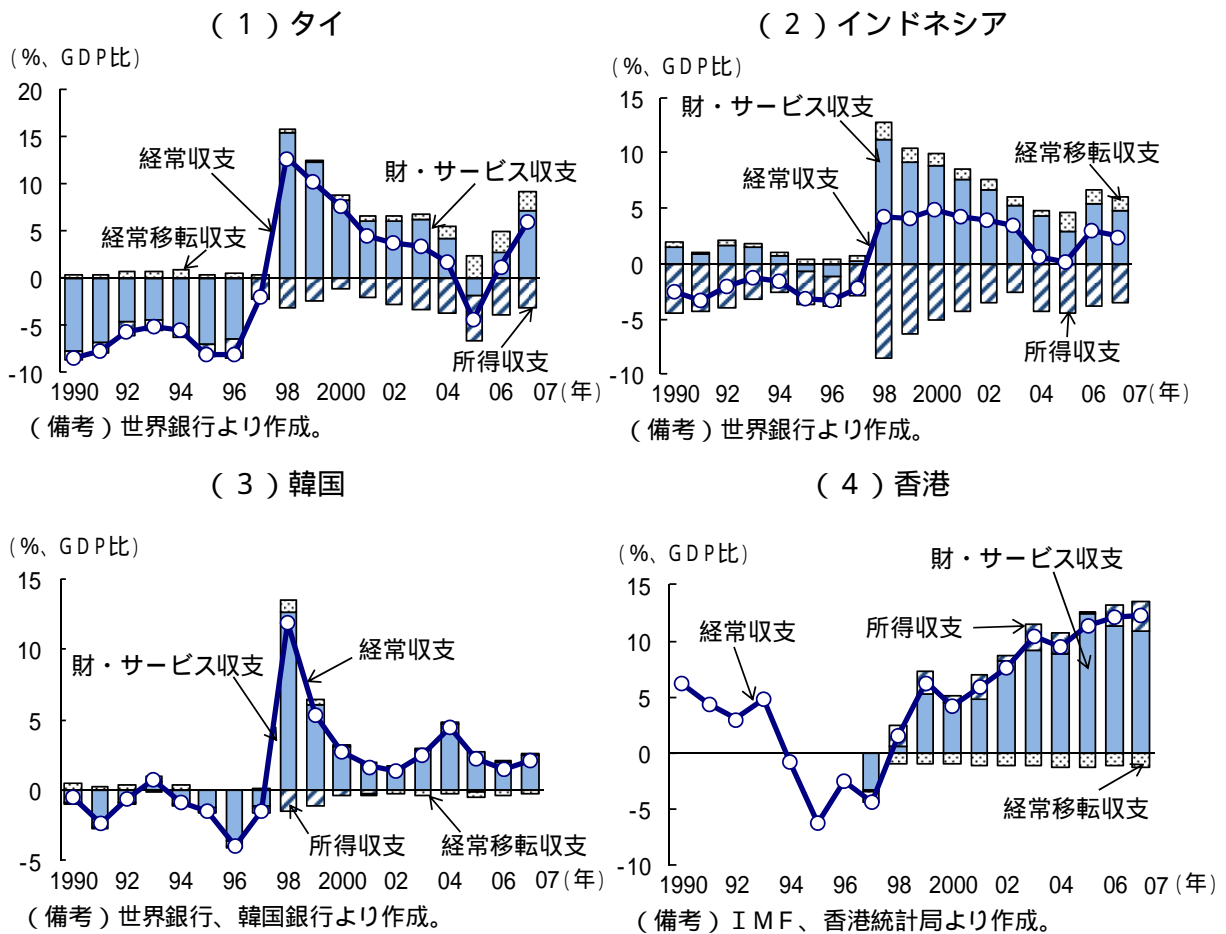 (1)タイ
(%、GDP比)
20
15
10
5
0
-5
-10
経常収支
財・サービス収支
経常移転収支
所得収支
1990 92 94 96 98 2000 02 04 06 07(年)
(備考)世界銀行より作成。
(2)インドネシア
(%、GDP比)
15
10
5
0
-5
-10
財・サービス収支
経常移転収支
経常収支
所得収支
1990 92 94 96 98 2000 02 04 06 07(年)
(備考)世界銀行より作成。
(3)韓国
(%、GDP比)
15
10
5
0
-5
財・サービス収支
経常収支
所得収支
経常移転収支
1990 92 94 96 98 2000 02 04 06 07(年)
(備考)世界銀行、韓国銀行より作成。
(4)香港
(%、GDP比)
15
10
5
0
-5
-10
財・サービス収支
経常収支
所得収支
経常移転収支
1990 92 94 96 98 2000 02 04 06 07(年)
(備考)IMF、香港統計局より作成。